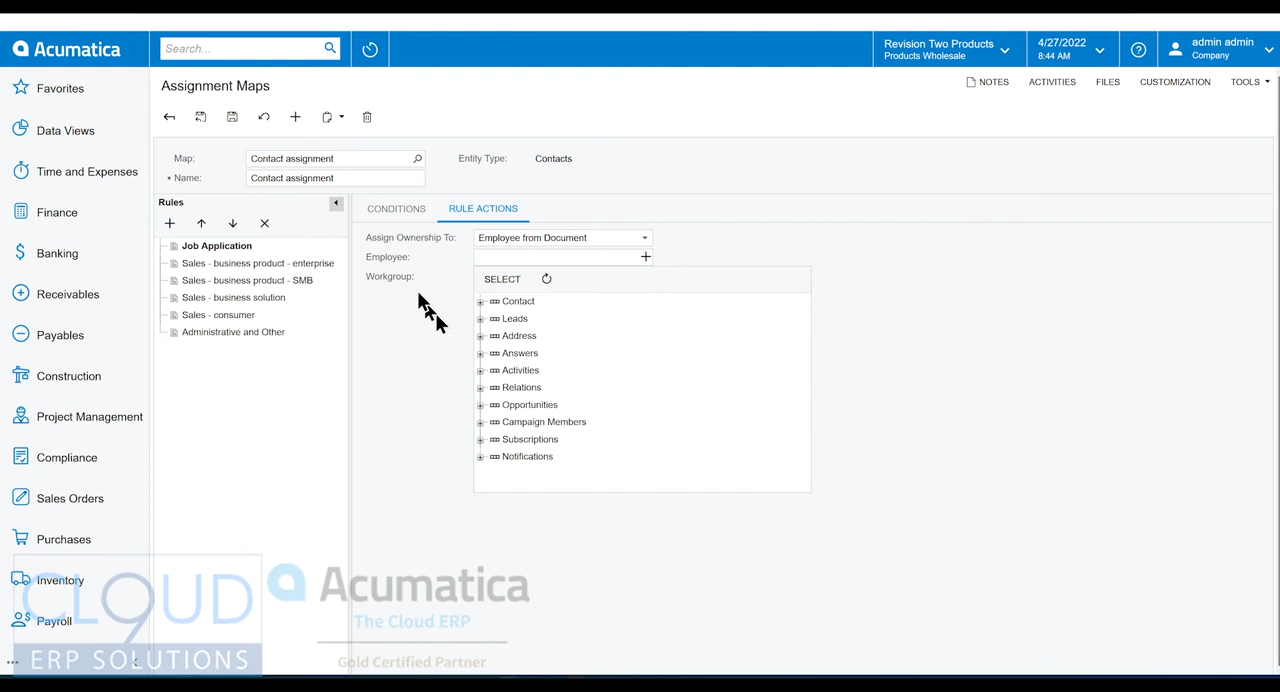 Acumatica
Search...
Revision Two Products
Products Wholesale
4/27/2022
8:44 AM
admin admin
Company
Favorites
Data Views
Time and Expenses
Finance
Banking
Receivables
Payables
Construction
Project Management
Compliance
Sales Orders
Purchases
Inventory
Payroll
Assignment Maps
NOTES
ACTIVITIES
FILES
CUSTOMIZATION
TOOLS
Map:
Contact assignment
Entity Type:
Contacts
* Name:
Contact assignment
Rules
Job Application
Sales - business product - enterprise
Sales - business product - SMB
Sales - business solution
Sales - consumer
Administrative and Other
CONDITIONS
RULE ACTIONS
Assign Ownership To:
Employee from Document
Employee:
Workgroup:
SELECT
Contact
Leads
Address
Answers
Activities
Relations
Opportunities
Campaign Members
Subscriptions
Notifications
CLOUD
9
ERP SOLUTIONS
Acumatica
The Cloud ERP
Gold Certified Partner